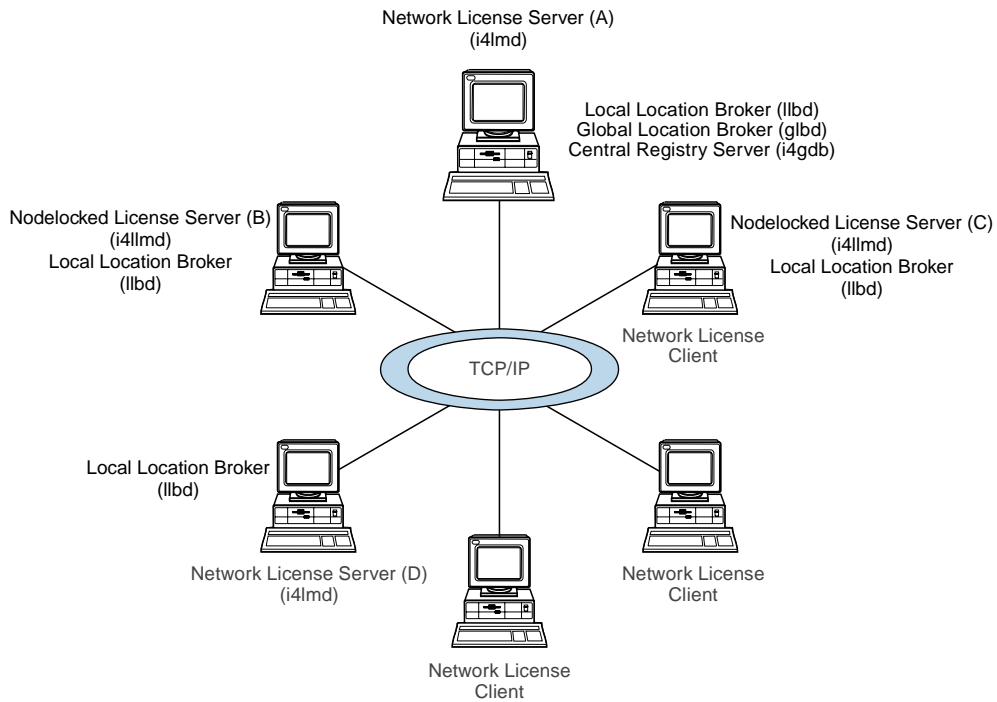 Network License Server (A)
(i4lmd)
Local Location Broker (llbd)
Global Location Broker (glbd)
Central Registry Server (i4gdb)
Nodelocked License Server (B)
(i4llmd)
Local Location Broker
(llbd)
Nodelocked License Server (C)
(i4llmd)
Local Location Broker
(llbd)
Network License
Client
TCP/IP
Local Location Broker
(llbd)
Network License Server (D)
(i4lmd)
Network License
Client
Network License
Client